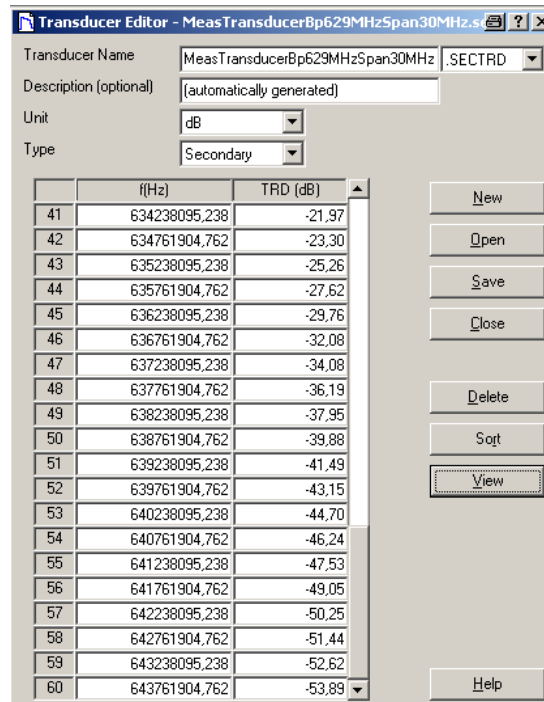 Transducer Editor - MeasTransducerBp629MHzSpan30MHz.s
Transducer Name MeasTransducerBp629MHzSpan30MHz .SECTRD
Description (optional) (automatically generated)
Unit dB
Type Secondary
f(Hz) TRD (dB)
41 634238095,238 -21,97
42 634761904,762 -23,30
43 635238095,238 -25,26
44 635761904,762 -27,62
45 636238095,238 -29,76
46 636761904,762 -32,08
47 637238095,238 -34,08
48 637761904,762 -36,19
49 638238095,238 -37,95
50 638761904,762 -39,88
51 639238095,238 -41,49
52 639761904,762 -43,15
53 640238095,238 -44,70
54 640761904,762 -46,24
55 641238095,238 -47,53
56 641761904,762 -49,05
57 642238095,238 -50,25
58 642761904,762 -51,44
59 643238095,238 -52,62
60 643761904,762 -53,89
New
Open
Save
Close
Delete
Sort
View
Help